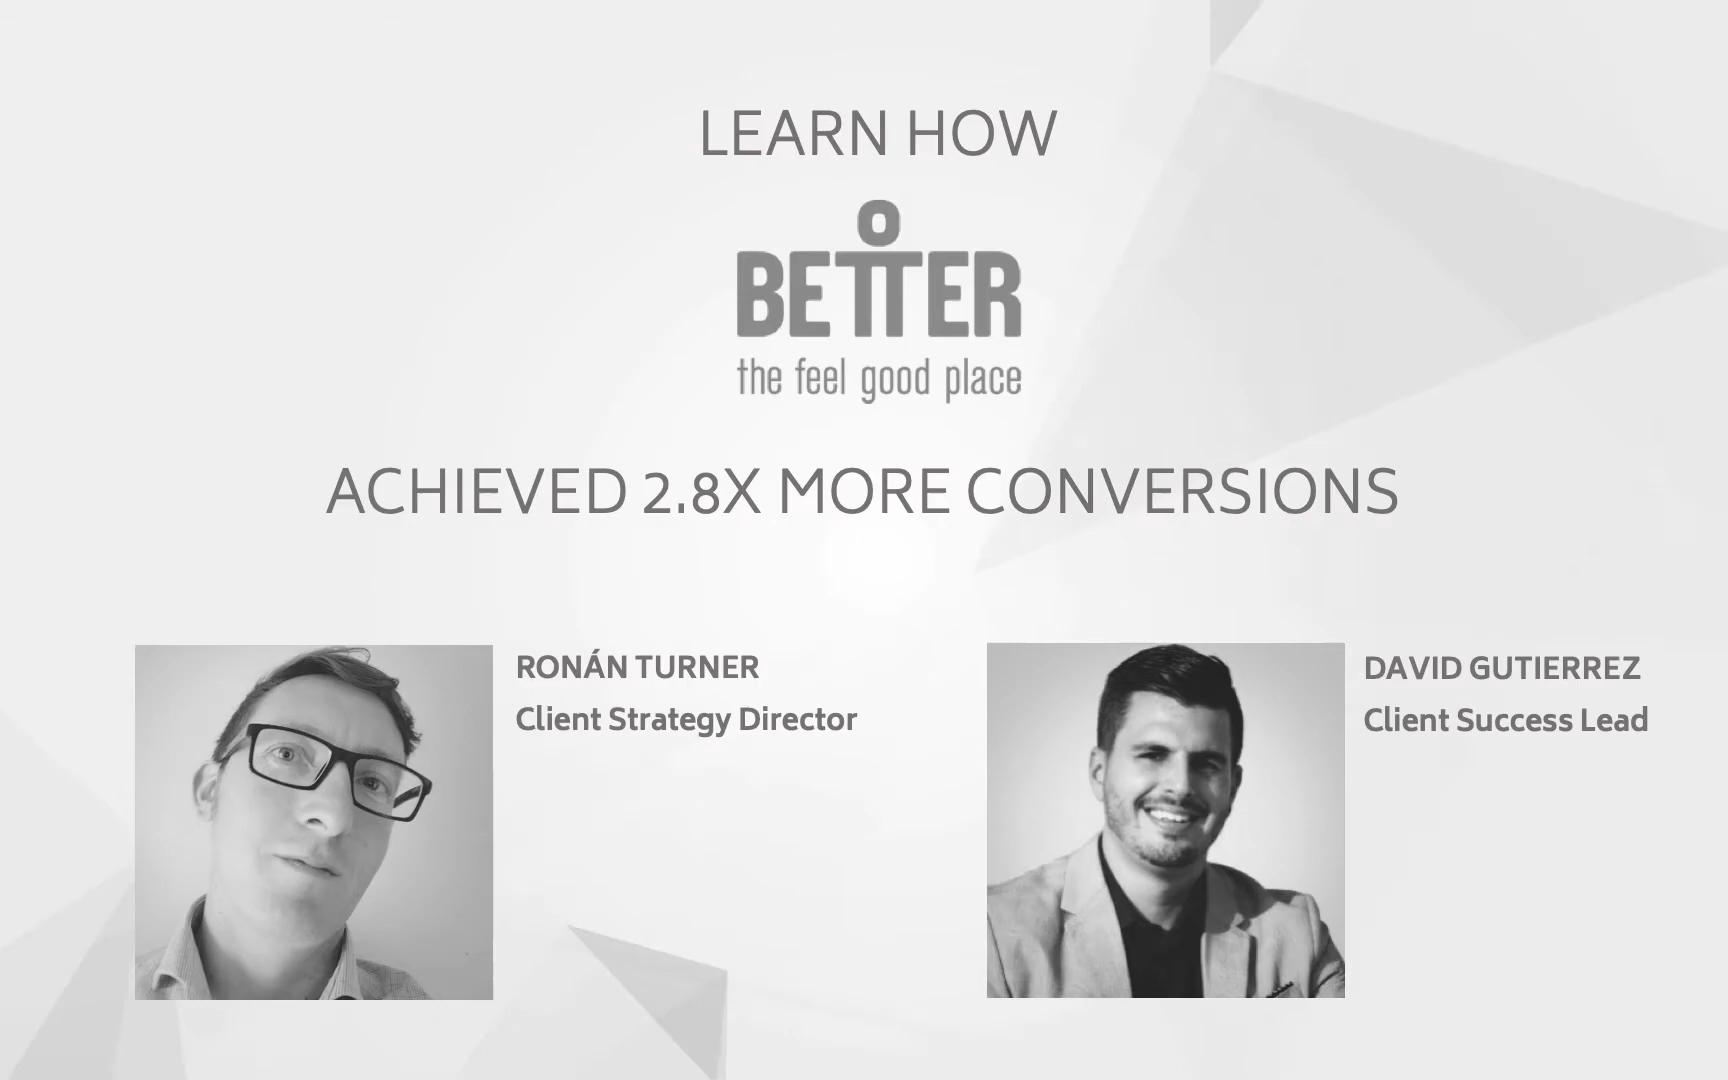 LEARN HOW
BETTER
the feel good place
ACHIEVED 2.8X MORE CONVERSIONS
RONÁN TURNER
Client Strategy Director
DAVID GUTIERREZ
Client Success Lead